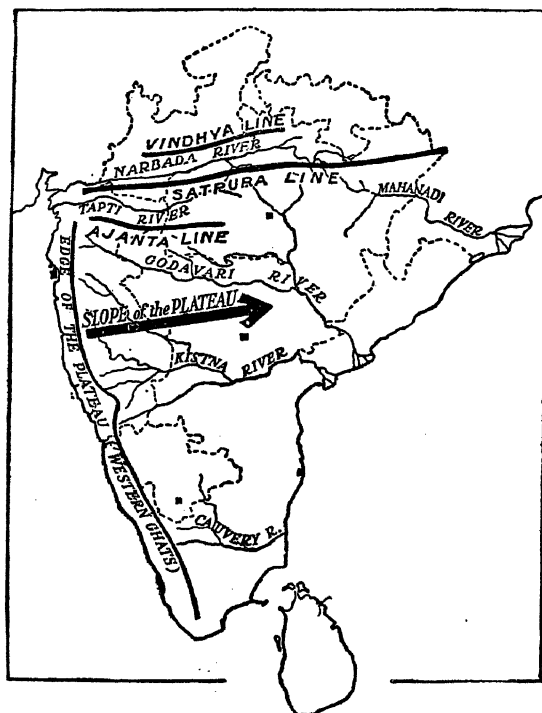 VINDHYA LINE
NARBADA RIVER
SATPURA LINE
MAHANADI
RIVER
TAPTI RIVER
AJANTA LINE
GODAVARI RIVER
SLOPE of the PLATEAU
KISTNA RIVER
EDGE OF THE PLATEAU
(WESTERN GHATS)
CAUVERY R.